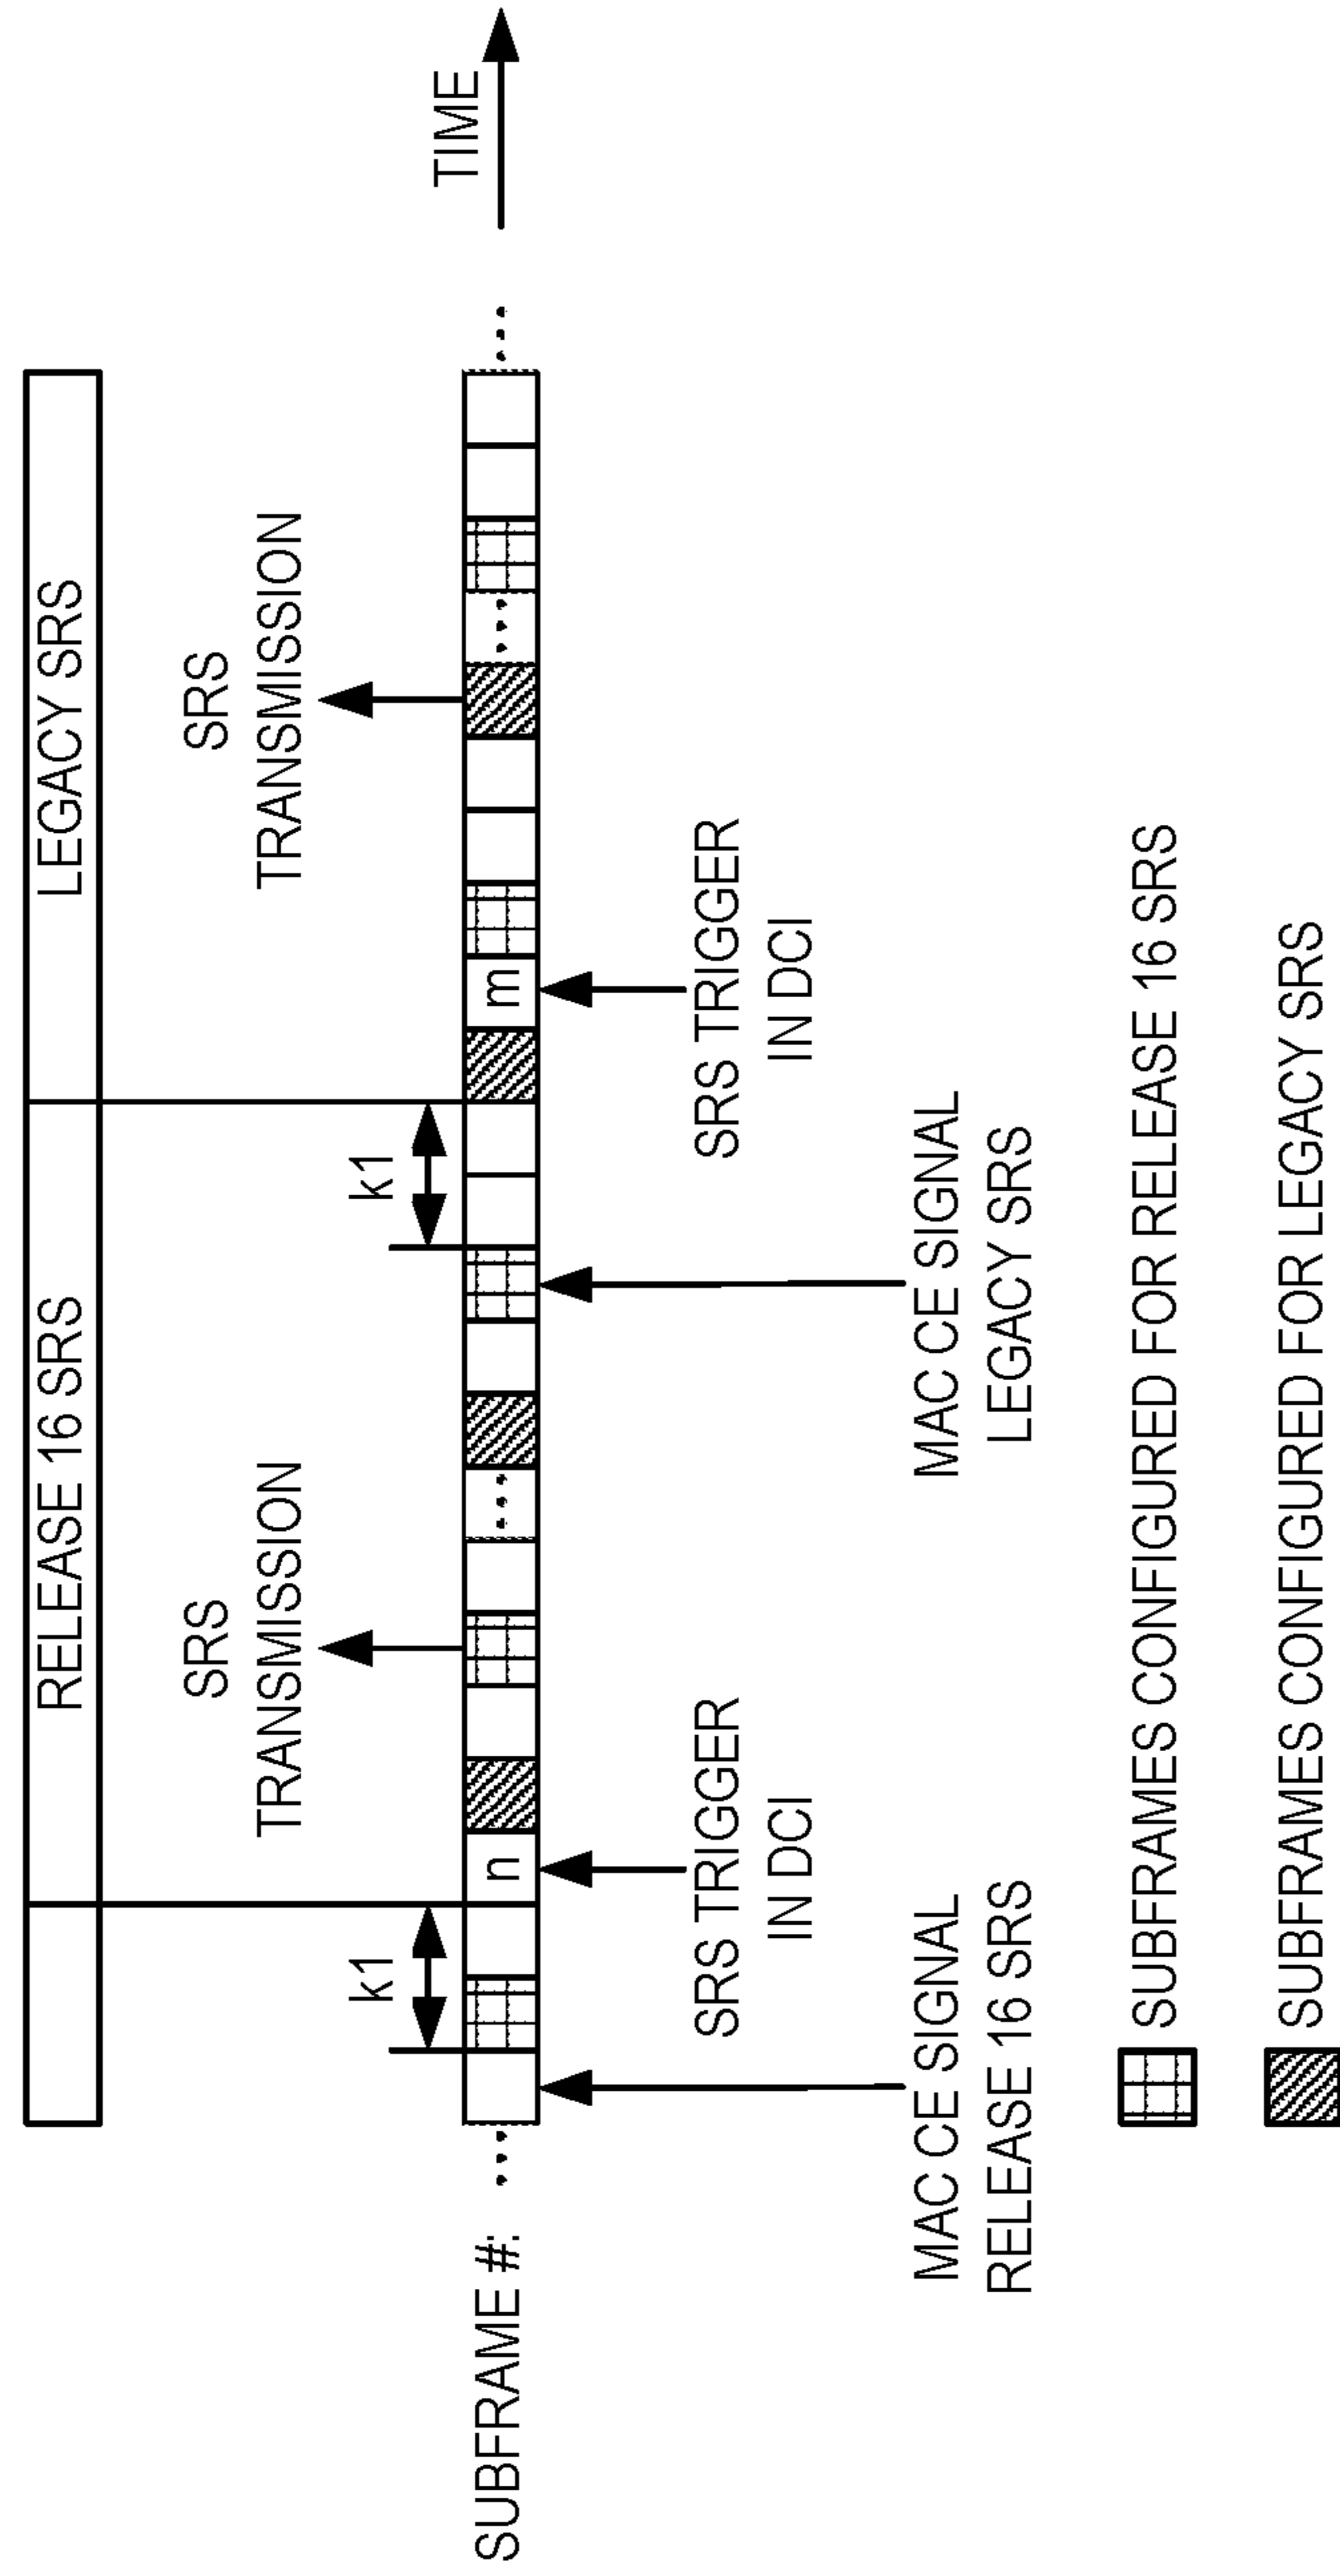 RELEASE 16 SRS
LEGACY SRS
SRS
TRANSMISSION
SRS
TRANSMISSION
k1
k1
TIME
SUBFRAME #:
...
n
...
m
...
...
SRS TRIGGER
IN DCI
SRS TRIGGER
IN DCI
MAC CE SIGNAL
RELEASE 16 SRS
MAC CE SIGNAL
LEGACY SRS
SUBFRAMES CONFIGURED FOR RELEASE 16 SRS
SUBFRAMES CONFIGURED FOR LEGACY SRS